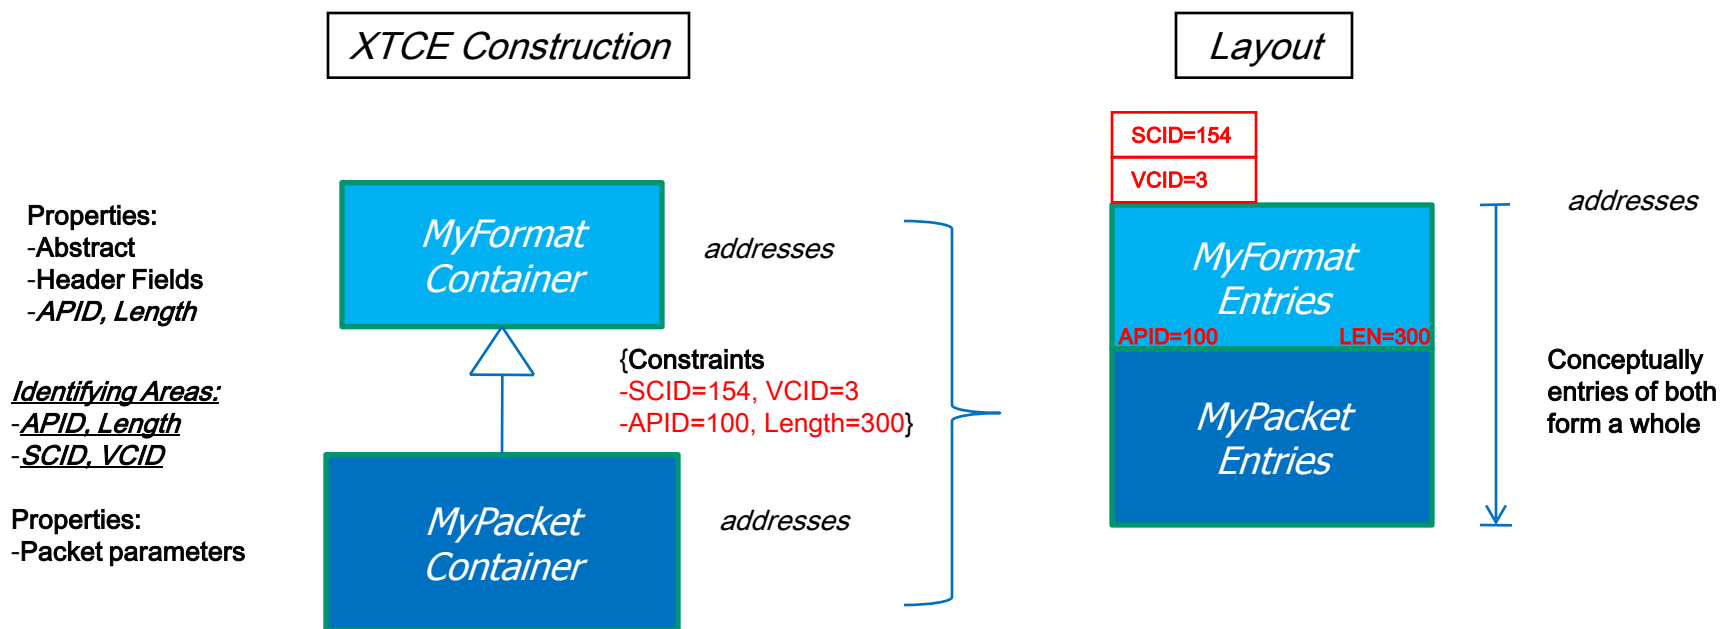 XTCE Construction
Layout
SCID=154
VCID=3
Properties:
-Abstract
-Header Fields
-APID, Length
MyFormat
Container
addresses
addresses
MyFormat
Entries
APID=100
LEN=300
{Constraints
-SCID=154, VCID=3
-APID=100, Length=300}
Identifying Areas:
-APID, Length
-SCID, VCID
Conceptually
entries of both
form a whole
MyPacket
Entries
Properties:
-Packet parameters
MyPacket
Container
addresses